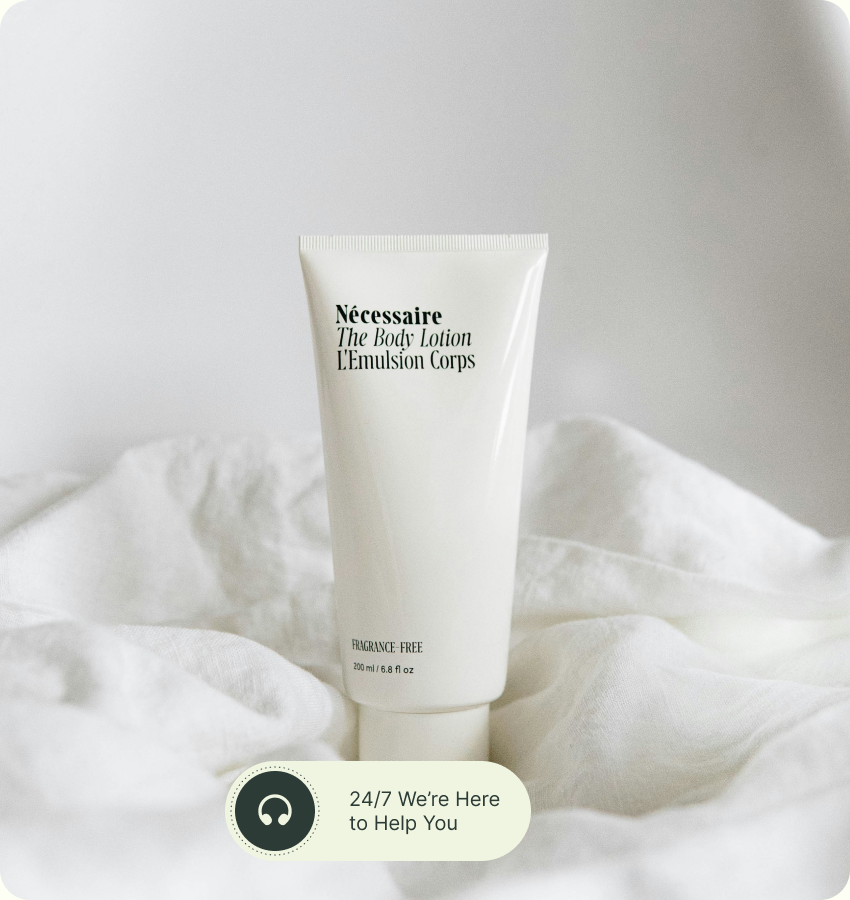 Nécessaire
The Body Lotion
L'Emulsion Corps
FRAGRANCE-FREE
200 ml / 6.8 fl oz
24/7 We’re Here
to Help You